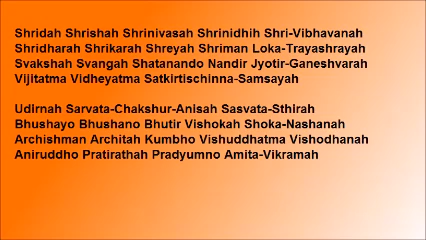 Shridah Shrishah Shrinivasah Shrinidhih Shri-Vibhavanah
Shridharah Shrikarah Shreyah Shriman Loka-Trayashrayah
Svakshah Svangah Shatanando Nandir Jyotir-Ganeshvarah
Vijitatma Vidheyatma Satkirtischinna-Samsayah
Udirnah Sarvata-Chakshur-Anisah Sasvata-Sthirah
Bhushayo Bhushano Bhutir Vishokah Shoka-Nashanah
Archishman Architah Kumbho Vishuddhatma Vishodhanah
Aniruddho Pratirathah Pradyumno Amita-Vikramah